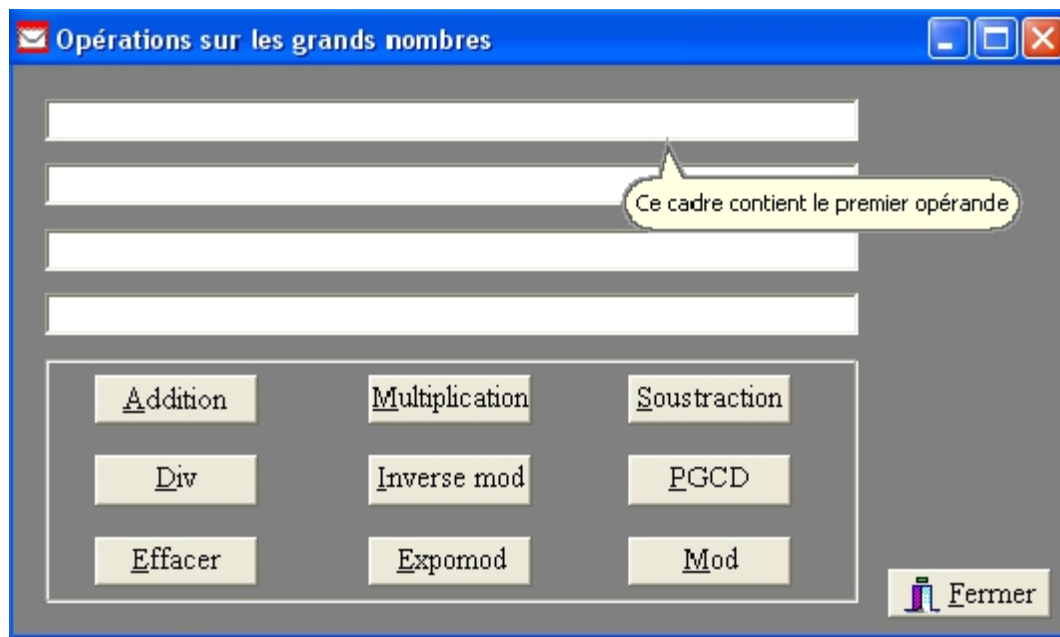 Opérations sur les grands nombres
Ce cadre contient le premier opérande
Addition Multiplication Soustraction
Div Inverse mod PGCD
Effacer Expomod Mod
Fermer